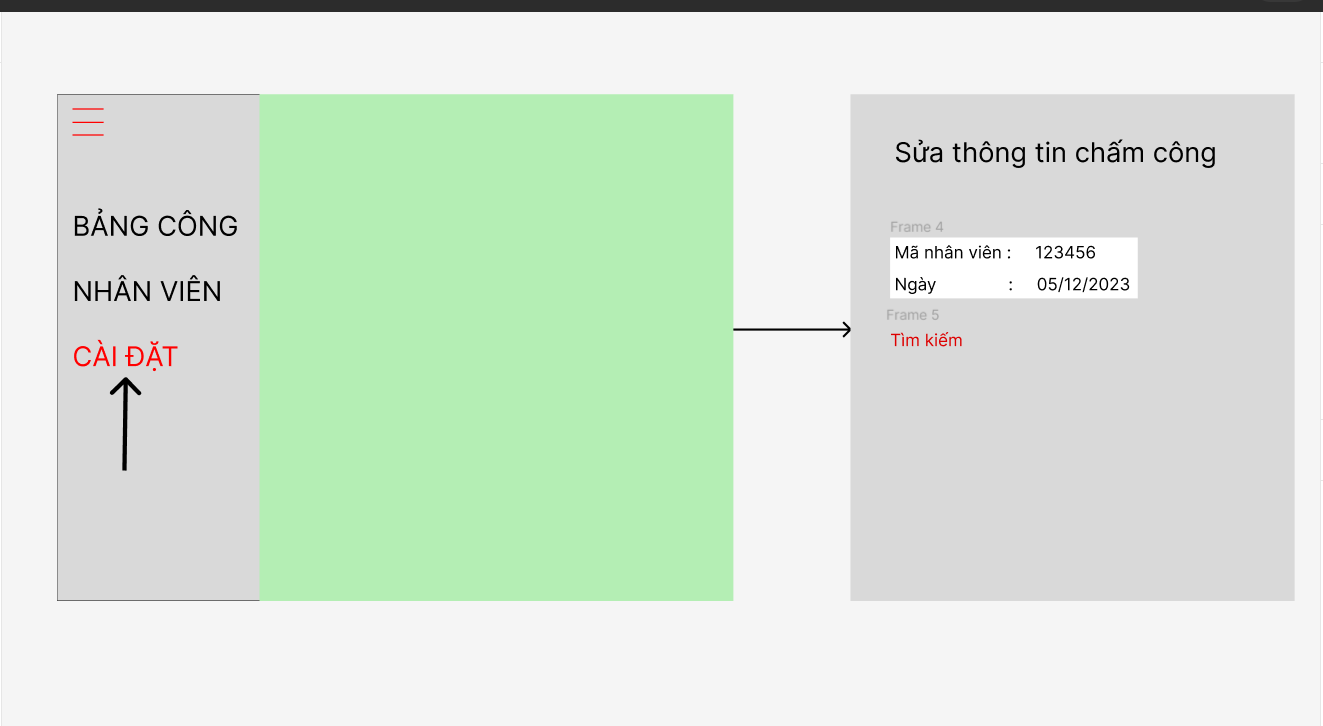 BẢNG CÔNG
NHÂN VIÊN
CÀI ĐẶT
Sửa thông tin chấm công
Frame 4
Mã nhân viên : 123456
Ngày : 05/12/2023
Frame 5
Tìm kiếm